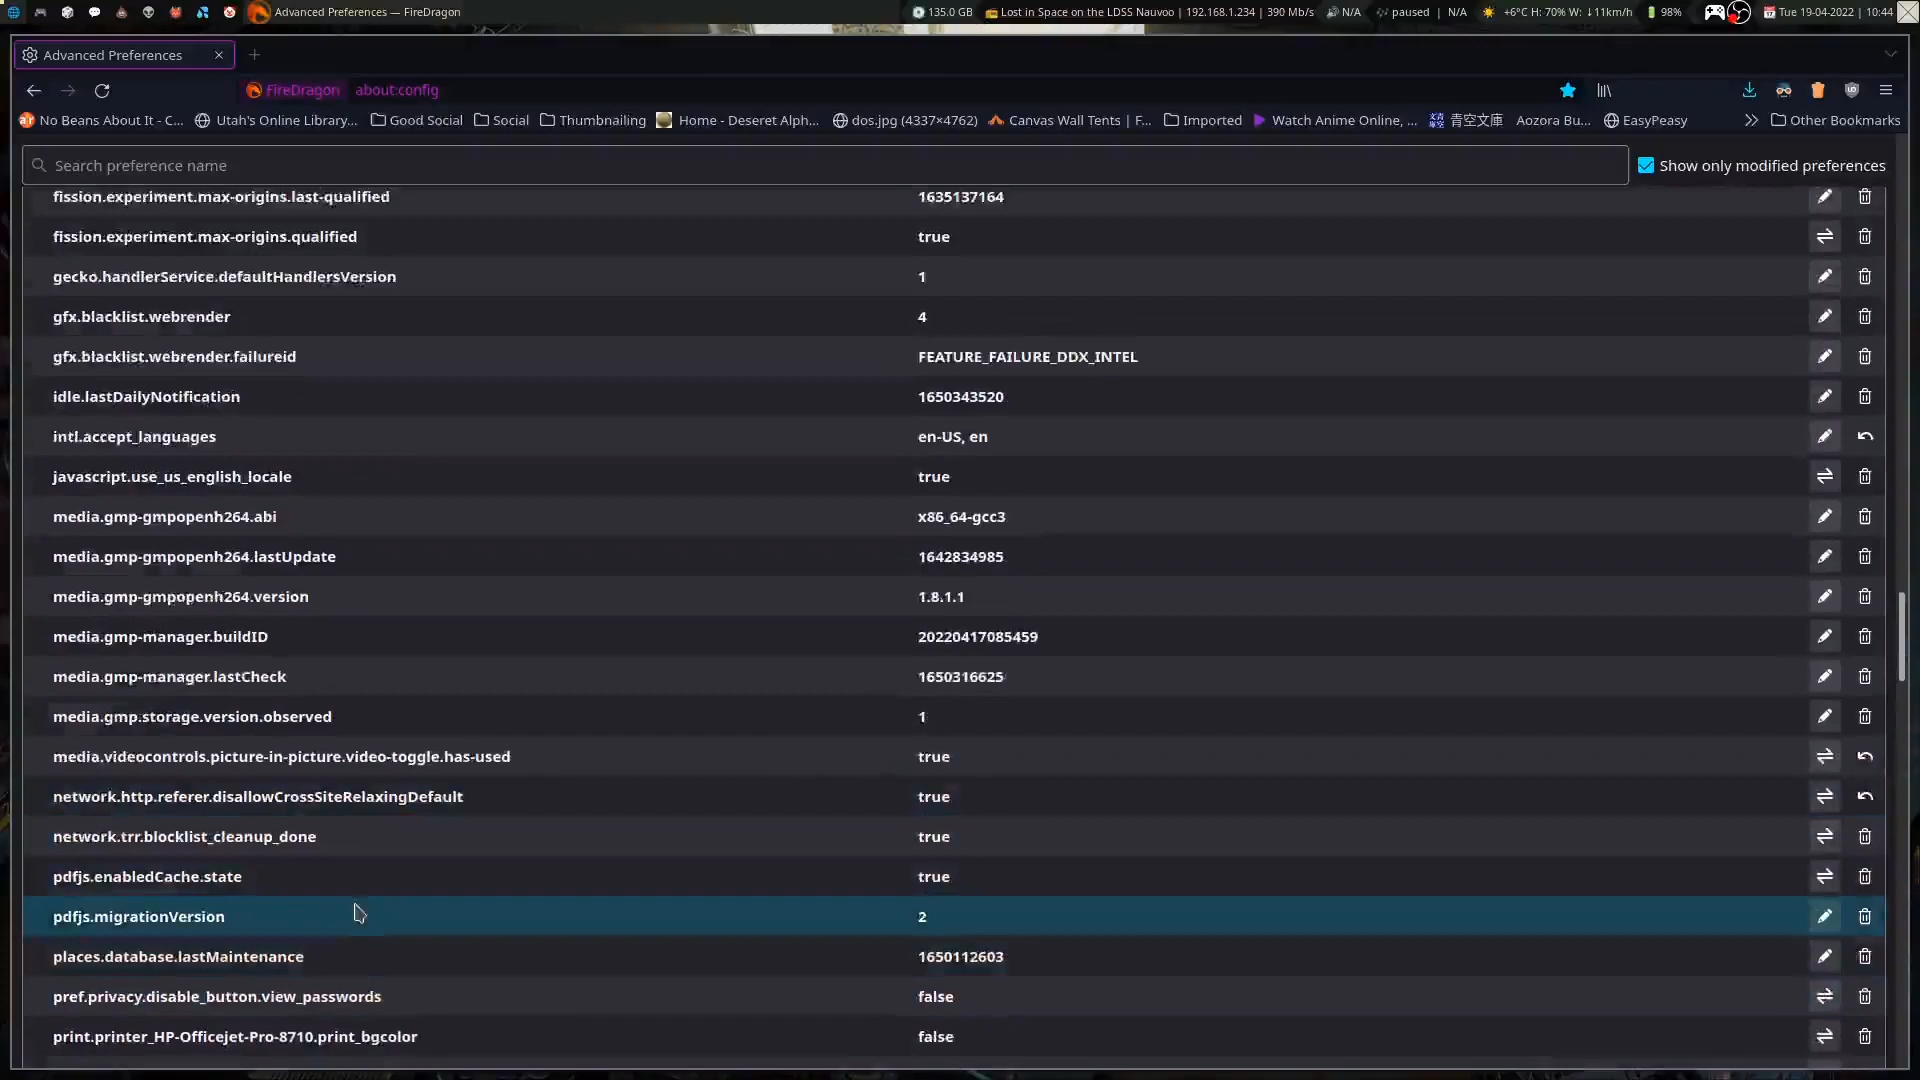 Advanced Preferences — FireDragon 135.0 GB Lost in Space on the LDSS Nauvoo | 192.168.1.234 | 390 Mb/s N/A paused | N/A +6°C H: 70% W: ↓11km/h 98% Tue 19-04-2022 | 10:44
Advanced Preferences
FireDragon about:config
No Beans About It - C... Utah's Online Library... Good Social Social Thumbnailing Home - Deseret Alph... dos.jpg (4337×4762) Canvas Wall Tents | F... Imported Watch Anime Online, ... 青空文庫 Aozora Bu... EasyPeasy Other Bookmarks
Search preference name Show only modified preferences
fission.experiment.max-origins.last-qualified 1635137164
fission.experiment.max-origins.qualified true
gecko.handlerService.defaultHandlersVersion 1
gfx.blacklist.webrender 4
gfx.blacklist.webrender.failureid FEATURE_FAILURE_DDX_INTEL
idle.lastDailyNotification 1650343520
intl.accept_languages en-US, en
javascript.use_us_english_locale true
media.gmp-gmpopenh264.abi x86_64-gcc3
media.gmp-gmpopenh264.lastUpdate 1642834985
media.gmp-gmpopenh264.version 1.8.1.1
media.gmp-manager.buildID 20220417085459
media.gmp-manager.lastCheck 1650316625
media.gmp.storage.version.observed 1
media.videocontrols.picture-in-picture.video-toggle.has-used true
network.http.referer.disallowCrossSiteRelaxingDefault true
network.trr.blocklist_cleanup_done true
pdfjs.enabledCache.state true
pdfjs.migrationVersion 2
places.database.lastMaintenance 1650112603
pref.privacy.disable_button.view_passwords false
print.printer_HP-Officejet-Pro-8710.print_bgcolor false